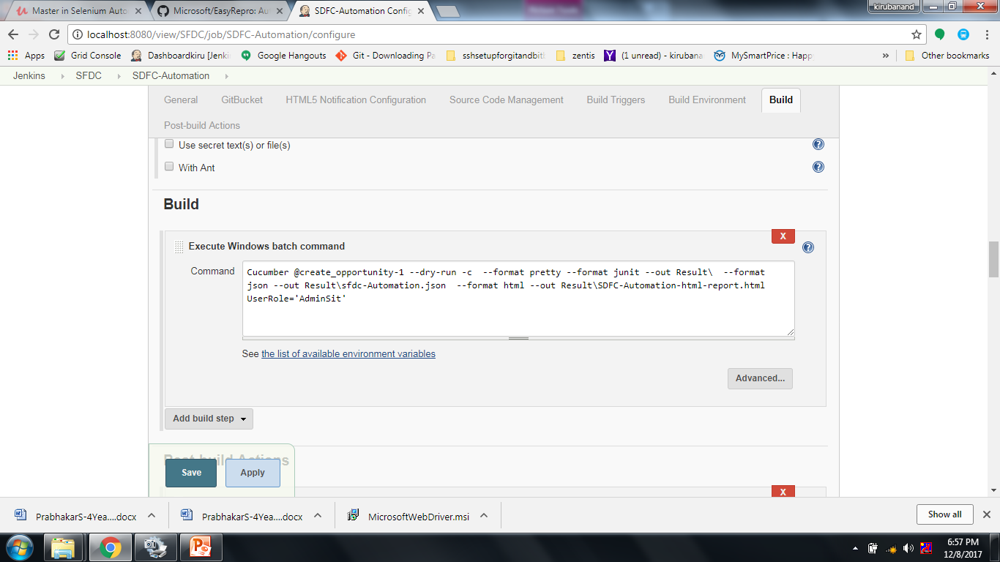 Master in Selenium Auto
Microsoft/EasyRepro: Au
SDFC-Automation Config
kirubanand
localhost:8080/view/SFDC/job/SDFC-Automation/configure
Apps
Grid Console
Dashboardkiru [Jenki
Google Hangouts
Git - Downloading Pa
sshsetupforgitandbitb
zentis
(1 unread) - kirubana
MySmartPrice : Happ
»
Other bookmarks
Jenkins
SFDC
SDFC-Automation
General
GitBucket
HTML5 Notification Configuration
Source Code Management
Build Triggers
Build Environment
Build
Post-build Actions
Use secret text(s) or file(s)
With Ant
Build
X
Execute Windows batch command
Command
Cucumber @create_opportunity-1 --dry-run -c  --format pretty --format junit --out Result\  --format
json --out Result\sfdc-Automation.json  --format html --out Result\SDFC-Automation-html-report.html
UserRole='AdminSit'
See the list of available environment variables
Advanced...
Add build step
Post-build Actions
Save
Apply
X
PrabhakarS-4Yea....docx
PrabhakarS-4Yea....docx
MicrosoftWebDriver.msi
Show all
6:57 PM
12/8/2017